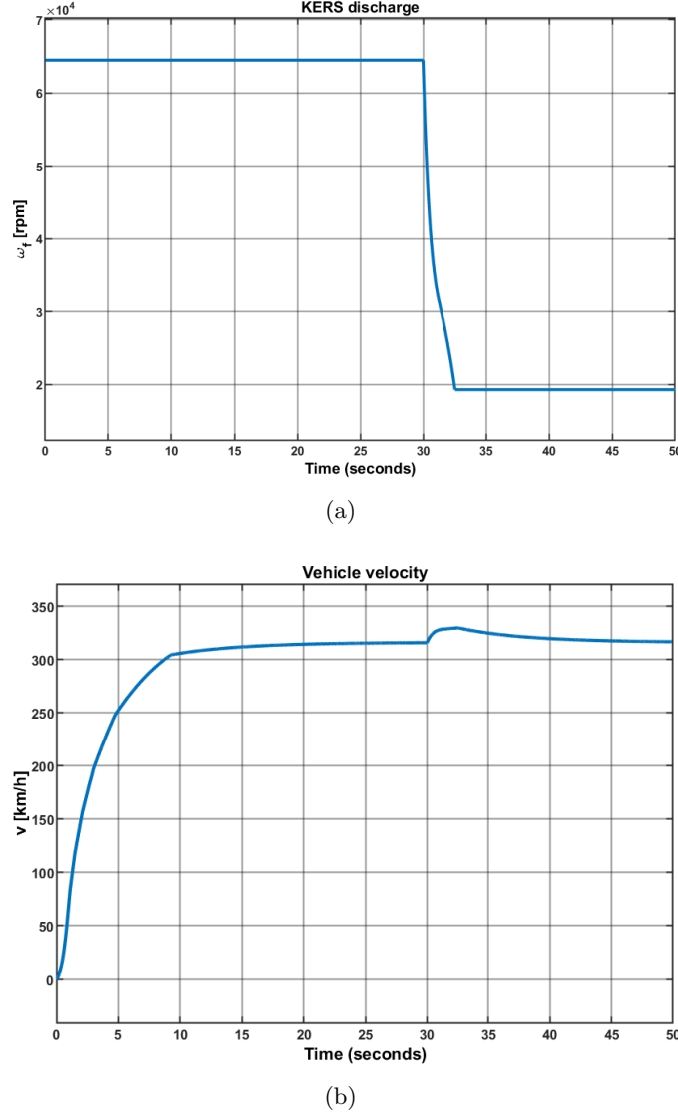 KERS discharge
×10⁴
7
6
5
4
3
2
ω_f [rpm]
0 5 10 15 20 25 30 35 40 45 50
Time (seconds)
(a)
Vehicle velocity
350
300
250
200
150
100
50
0
v [km/h]
0 5 10 15 20 25 30 35 40 45 50
Time (seconds)
(b)